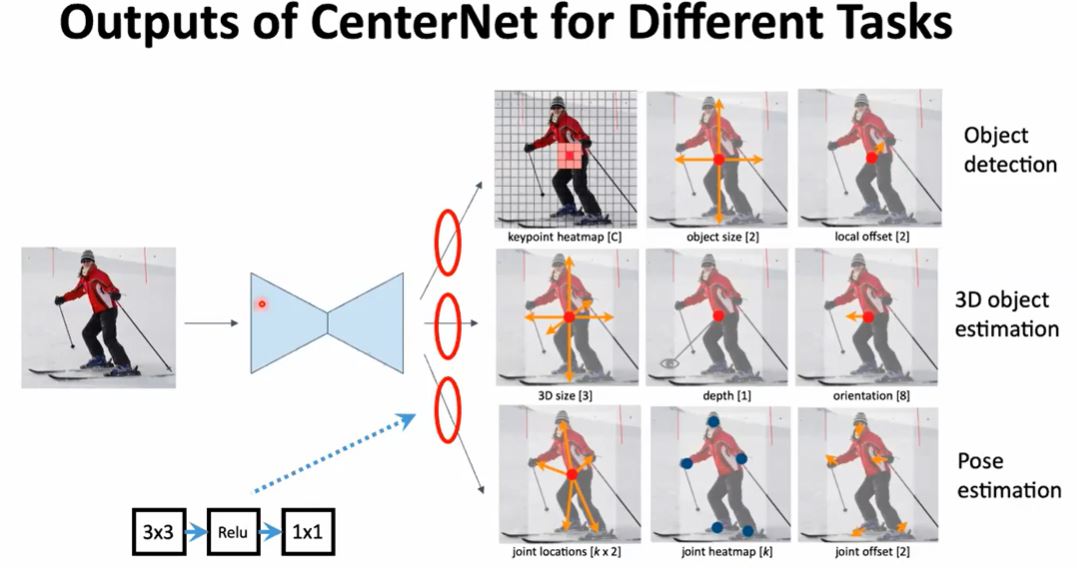 Outputs of CenterNet for Different Tasks
keypoint heatmap [C]
object size [2]
local offset [2]
Object
detection
3D size [3]
depth [1]
orientation [8]
3D object
estimation
joint locations [k x 2]
joint heatmap [k]
joint offset [2]
Pose
estimation
3x3
Relu
1x1